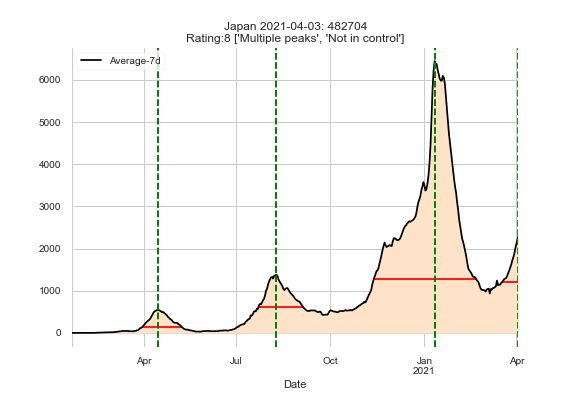 Japan 2021-04-03: 482704
Rating:8 ['Multiple peaks', 'Not in control']
Average-7d
6000
5000
4000
3000
2000
1000
0
Apr
Jul
Oct
Jan
2021
Apr
Date